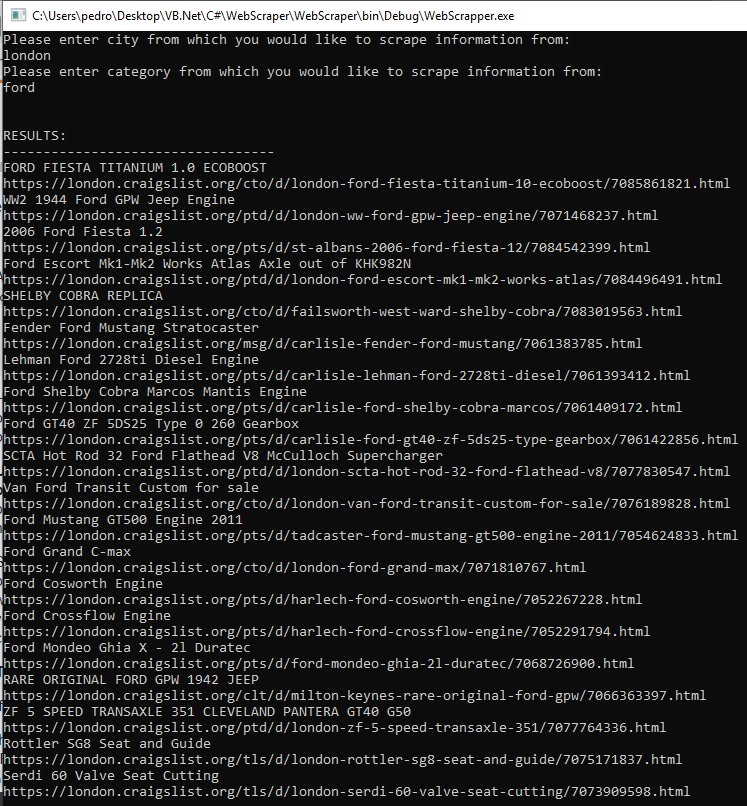 C:\Users\pedro\Desktop\VB.Net\C#\WebScraper\WebScraper\bin\Debug\WebScrapper.exe
Please enter city from which you would like to scrape information from:
london
Please enter category from which you would like to scrape information from:
ford
RESULTS:
----------------------------------
FORD FIESTA TITANIUM 1.0 ECOBOOST
https://london.craigslist.org/cto/d/london-ford-fiesta-titanium-10-ecoboost/7085861821.html
WW2 1944 Ford GPW Jeep Engine
https://london.craigslist.org/ptd/d/london-ww-ford-gpw-jeep-engine/7071468237.html
2006 Ford Fiesta 1.2
https://london.craigslist.org/pts/d/st-albans-2006-ford-fiesta-12/7084542399.html
Ford Escort Mk1-Mk2 Works Atlas Axle out of KHK982N
https://london.craigslist.org/ptd/d/london-ford-escort-mk1-mk2-works-atlas/7084496491.html
SHELBY COBRA REPLICA
https://london.craigslist.org/cto/d/failsworth-west-ward-shelby-cobra/7083019563.html
Fender Ford Mustang Stratocaster
https://london.craigslist.org/msg/d/carlisle-fender-ford-mustang/7061383785.html
Lehman Ford 2728ti Diesel Engine
https://london.craigslist.org/pts/d/carlisle-lehman-ford-2728ti-diesel/7061393412.html
Ford Shelby Cobra Marcos Mantis Engine
https://london.craigslist.org/pts/d/carlisle-ford-shelby-cobra-marcos/7061409172.html
Ford GT40 ZF 5DS25 Type 0 260 Gearbox
https://london.craigslist.org/pts/d/carlisle-ford-gt40-zf-5ds25-type-gearbox/7061422856.html
SCTA Hot Rod 32 Ford Flathead V8 McCulloch Supercharger
https://london.craigslist.org/ptd/d/london-scta-hot-rod-32-ford-flathead-v8/7077830547.html
Van Ford Transit Custom for sale
https://london.craigslist.org/ctd/d/london-van-ford-transit-custom-for-sale/7076189828.html
Ford Mustang GT500 Engine 2011
https://london.craigslist.org/pts/d/tadcaster-ford-mustang-gt500-engine-2011/7054624833.html
Ford Grand C-max
https://london.craigslist.org/cto/d/london-ford-grand-max/7071810767.html
Ford Cosworth Engine
https://london.craigslist.org/pts/d/harlech-ford-cosworth-engine/7052267228.html
Ford Crossflow Engine
https://london.craigslist.org/pts/d/harlech-ford-crossflow-engine/7052291794.html
Ford Mondeo Ghia X - 2l Duratec
https://london.craigslist.org/pts/d/ford-mondeo-ghia-2l-duratec/7068726900.html
RARE ORIGINAL FORD GPW 1942 JEEP
https://london.craigslist.org/clt/d/milton-keynes-rare-original-ford-gpw/7066363397.html
ZF 5 SPEED TRANSAXLE 351 CLEVELAND PANTERA GT40 G50
https://london.craigslist.org/ptd/d/london-zf-5-speed-transaxle-351/7077764336.html
Rottler SG8 Seat and Guide
https://london.craigslist.org/tls/d/london-rottler-sg8-seat-and-guide/7075171837.html
Serdi 60 Valve Seat Cutting
https://london.craigslist.org/tls/d/london-serdi-60-valve-seat-cutting/7073909598.html